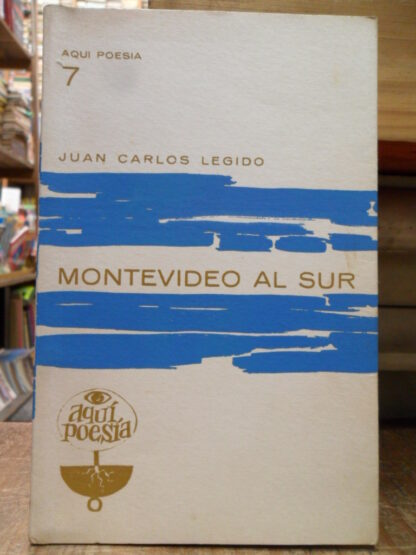 AQUI POESIA
7
JUAN CARLOS LEGIDO
MONTEVIDEO AL SUR
aquí
poesía